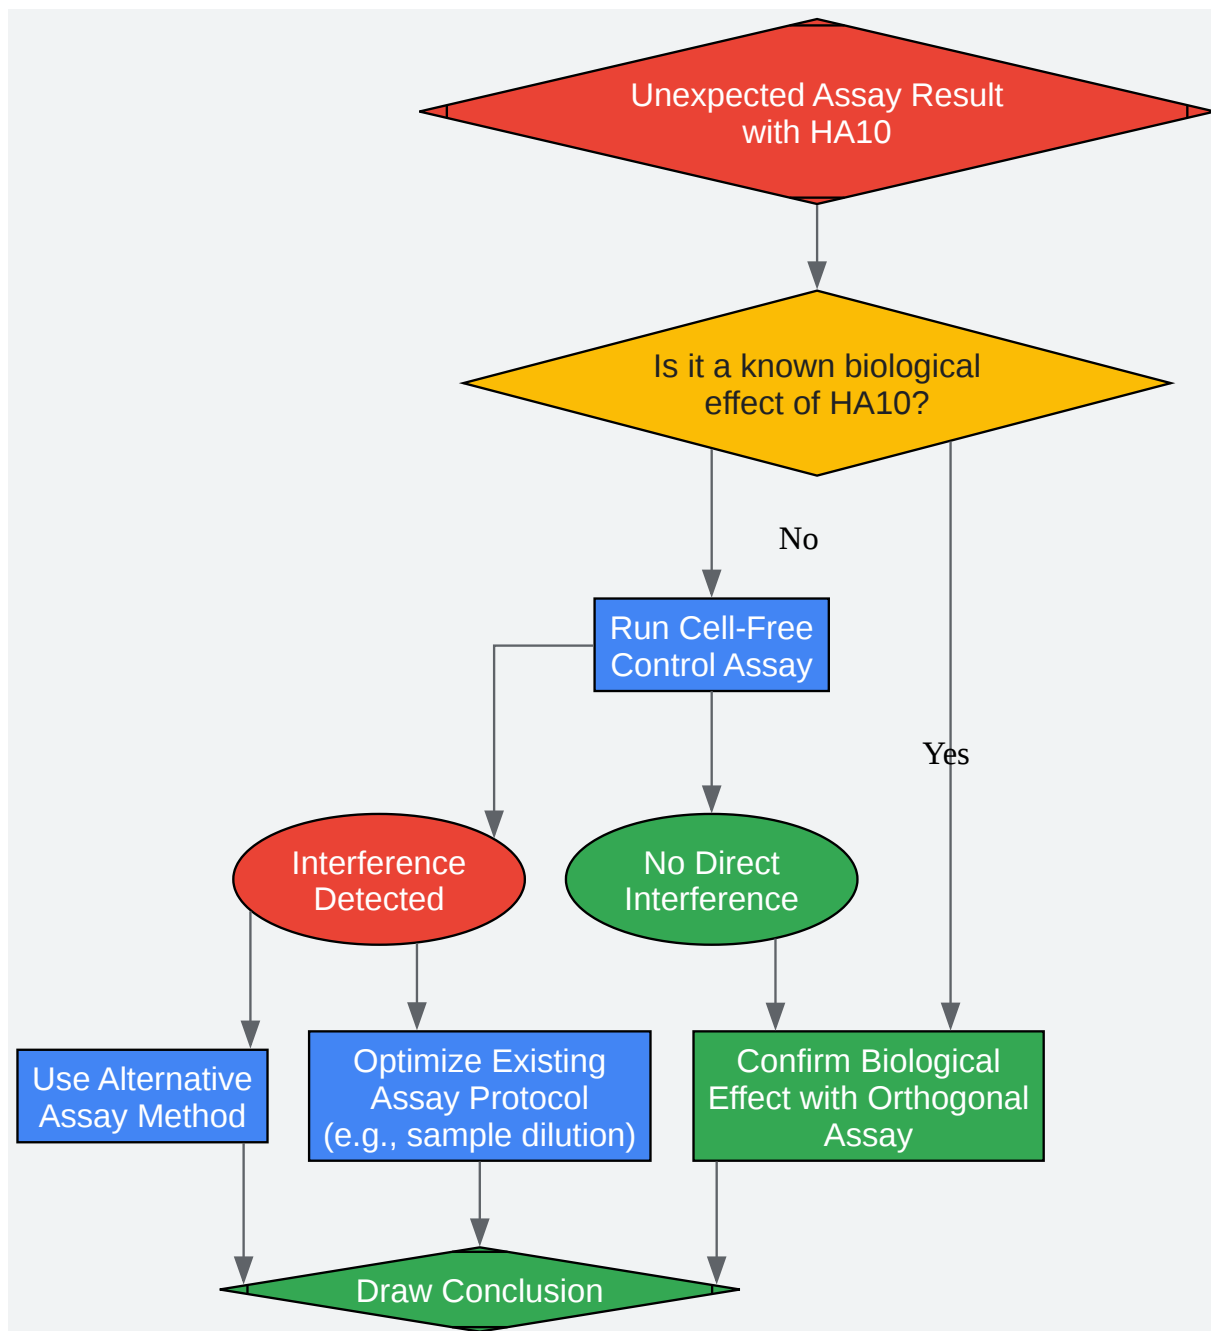 Unexpected Assay Result
with HA10
Is it a known biological
effect of HA10?
No
Run Cell-Free
Control Assay
Yes
Interference
Detected
No Direct
Interference
Use Alternative
Assay Method
Optimize Existing
Assay Protocol
(e.g., sample dilution)
Confirm Biological
Effect with Orthogonal
Assay
Draw Conclusion